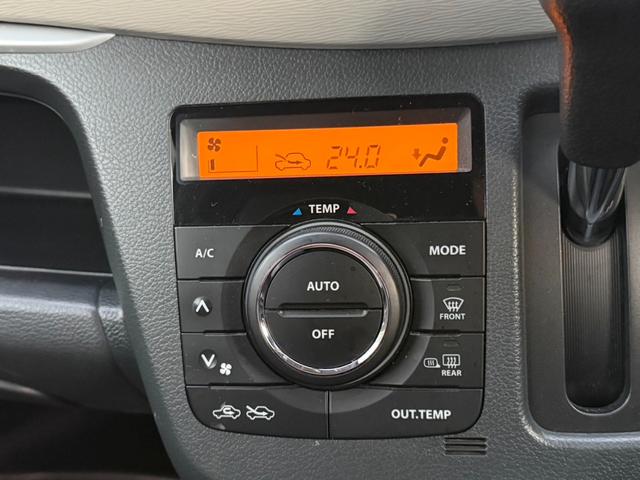 24.0
TEMP
A/C
MODE
AUTO
OFF
FRONT
REAR
OUT.TEMP